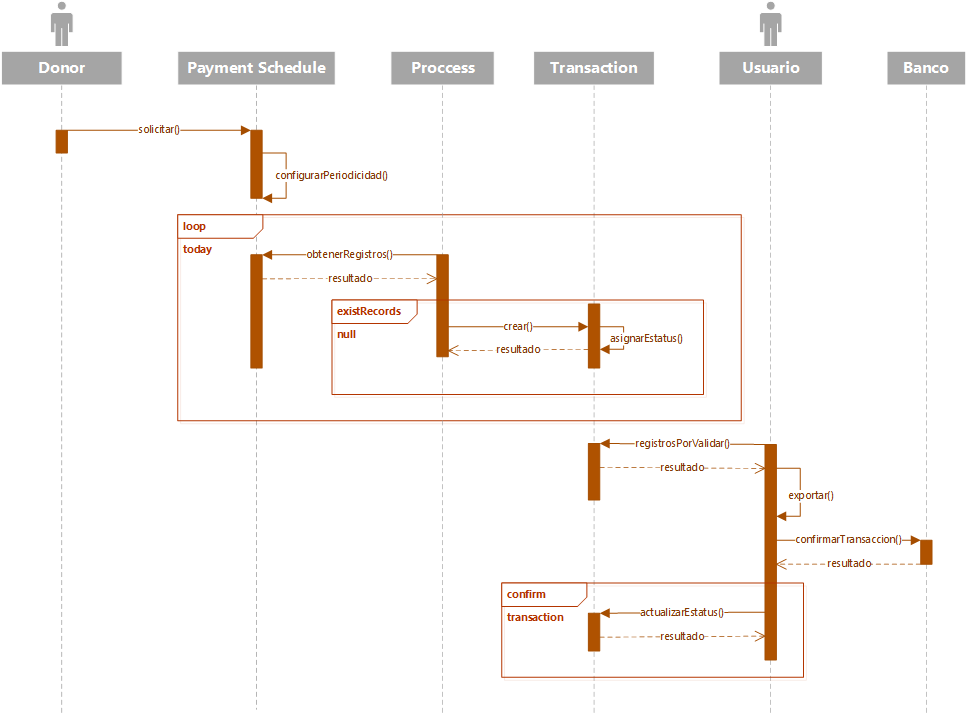 Donor
Payment Schedule
Proccess
Transaction
Usuario
Banco
solicitar()
configurarPeriodicidad()
loop
today
obtenerRegistros()
resultado
existRecords
null
crear()
asignarEstatus()
resultado
registrosPorValidar()
resultado
exportar()
confirmarTransaccion()
resultado
confirm
transaction
actualizarEstatus()
resultado